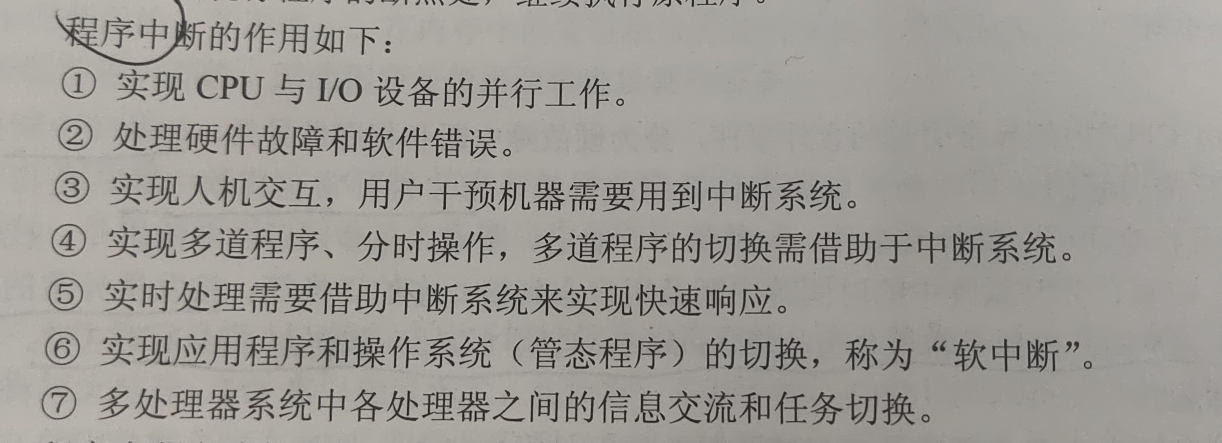 程序中断的作用如下：
① 实现 CPU 与 I/O 设备的并行工作。
② 处理硬件故障和软件错误。
③ 实现人机交互，用户干预机器需要用到中断系统。
④ 实现多道程序、分时操作，多道程序的切换需借助于中断系统。
⑤ 实时处理需要借助中断系统来实现快速响应。
⑥ 实现应用程序和操作系统（管态程序）的切换，称为“软中断”。
⑦ 多处理器系统中各处理器之间的信息交流和任务切换。